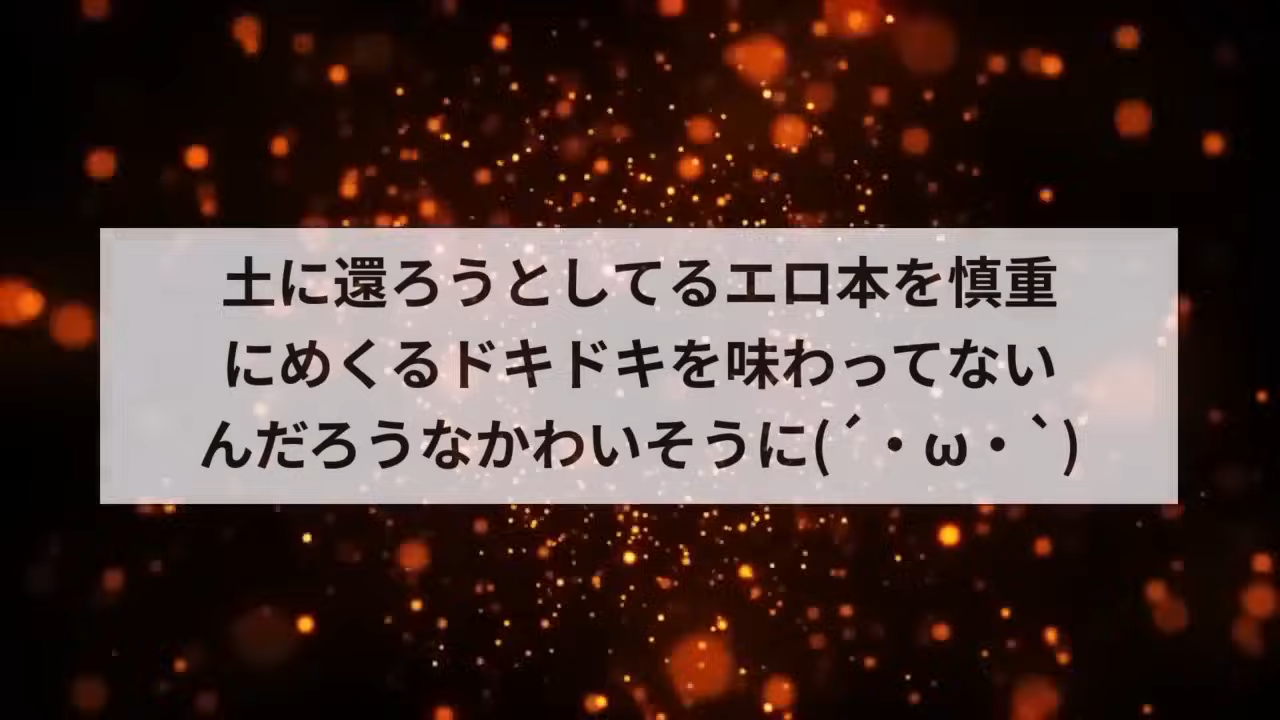 土に還ろうとしてるエロ本を慎重
にめくるドキドキを味わってない
んだろうなかわいそうに(´・ω・`)